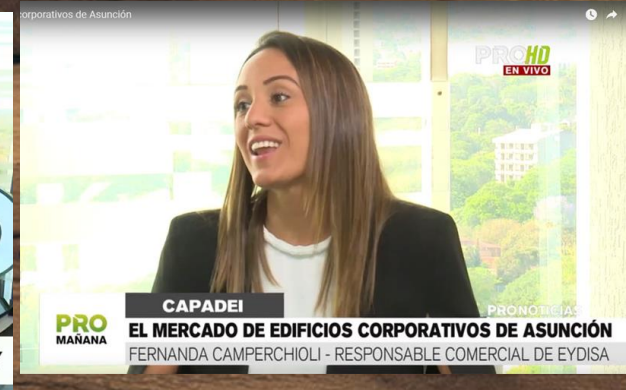 corporativos de Asunción
PRO HD
EN VIVO
PRONOTICIAS
CAPADEI
PRO
MAÑANA
EL MERCADO DE EDIFICIOS CORPORATIVOS DE ASUNCIÓN
FERNANDA CAMPERCHIOLI - RESPONSABLE COMERCIAL DE EYDISA